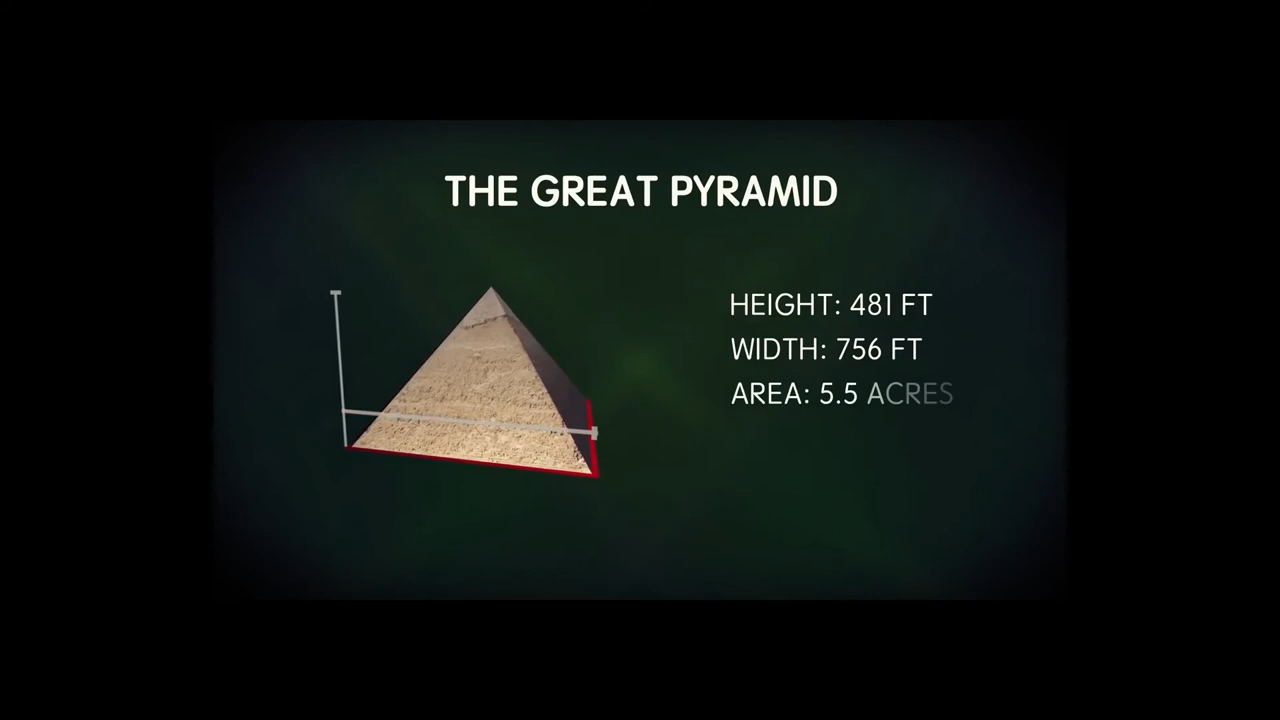 THE GREAT PYRAMID
HEIGHT: 481 FT
WIDTH: 756 FT
AREA: 5.5 ACRES